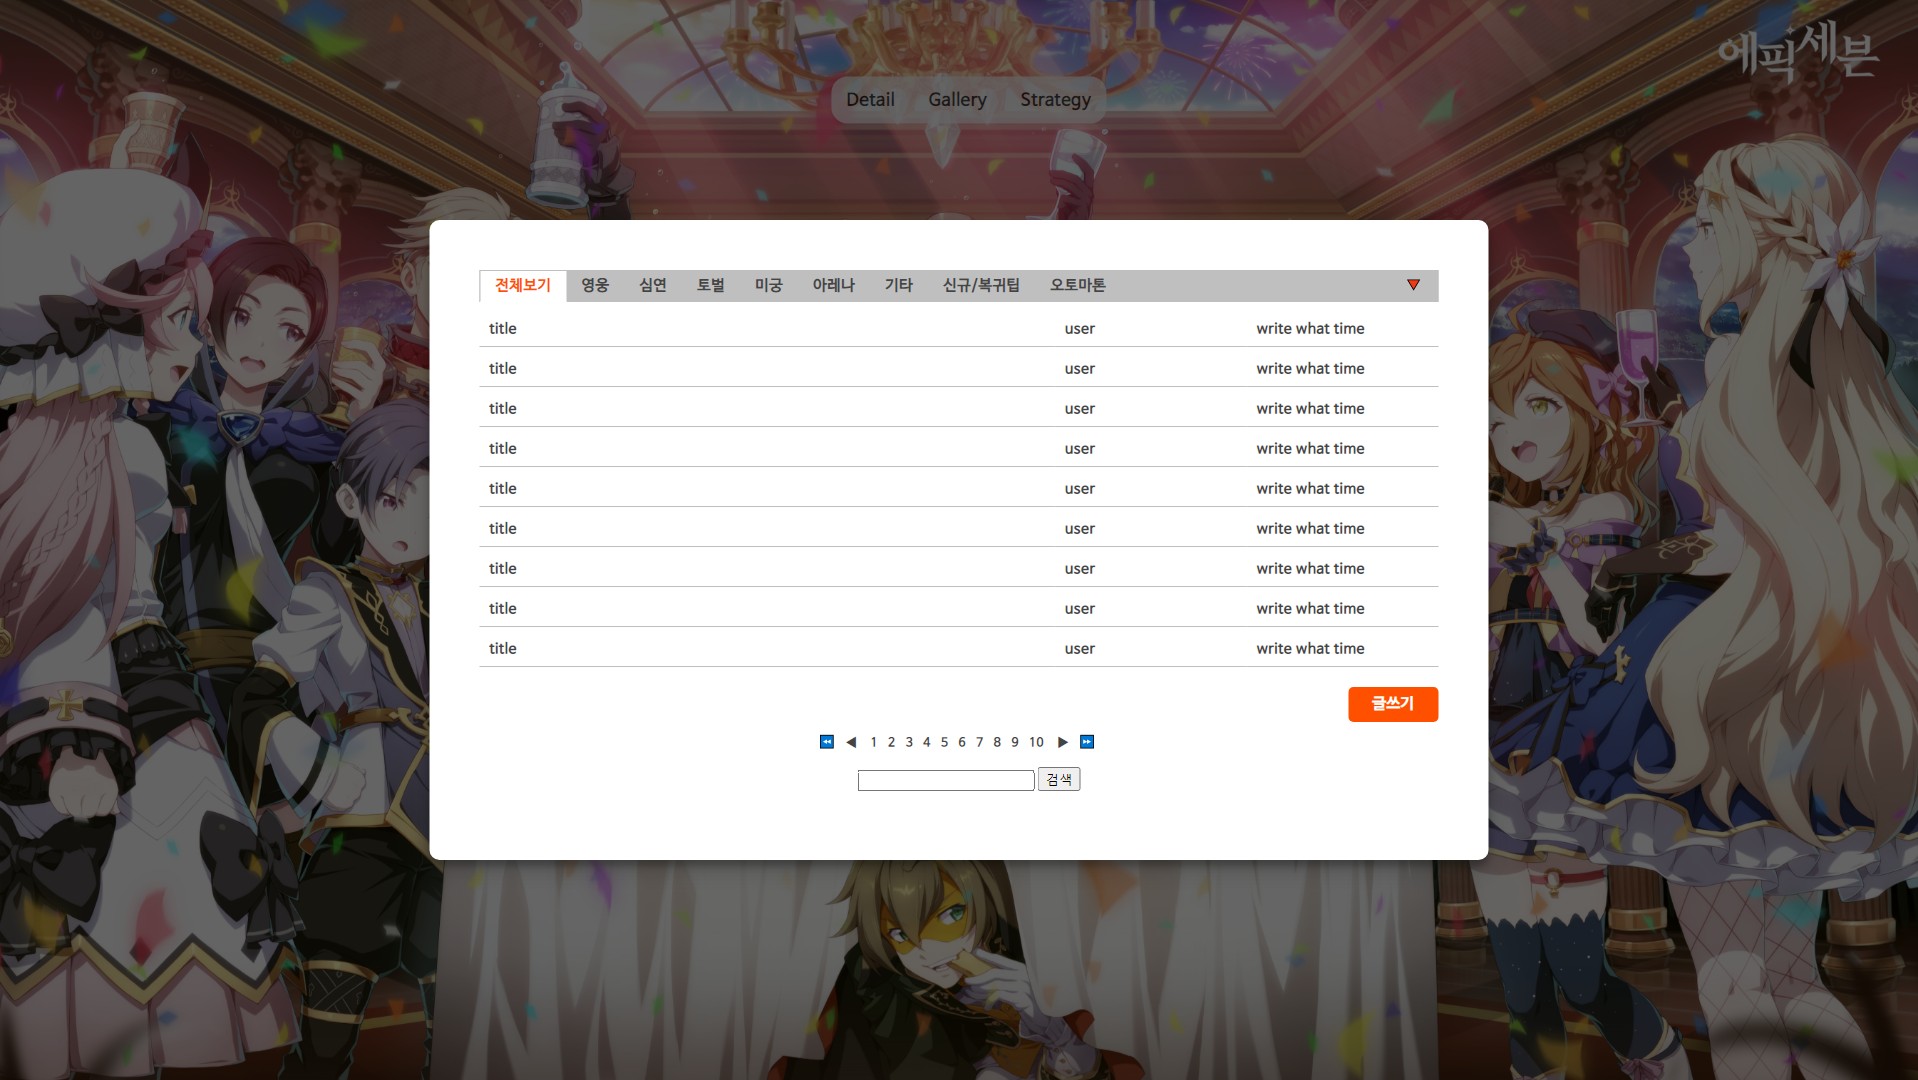 에픽세븐
Detail Gallery Strategy
전체보기 영웅 심연 토벌 미궁 아레나 기타 신규/복귀팁 오토마톤 ▼
title user write what time
title user write what time
title user write what time
title user write what time
title user write what time
title user write what time
title user write what time
title user write what time
title user write what time
글쓰기
⏪ ◀ 1 2 3 4 5 6 7 8 9 10 ▶ ⏩
검색